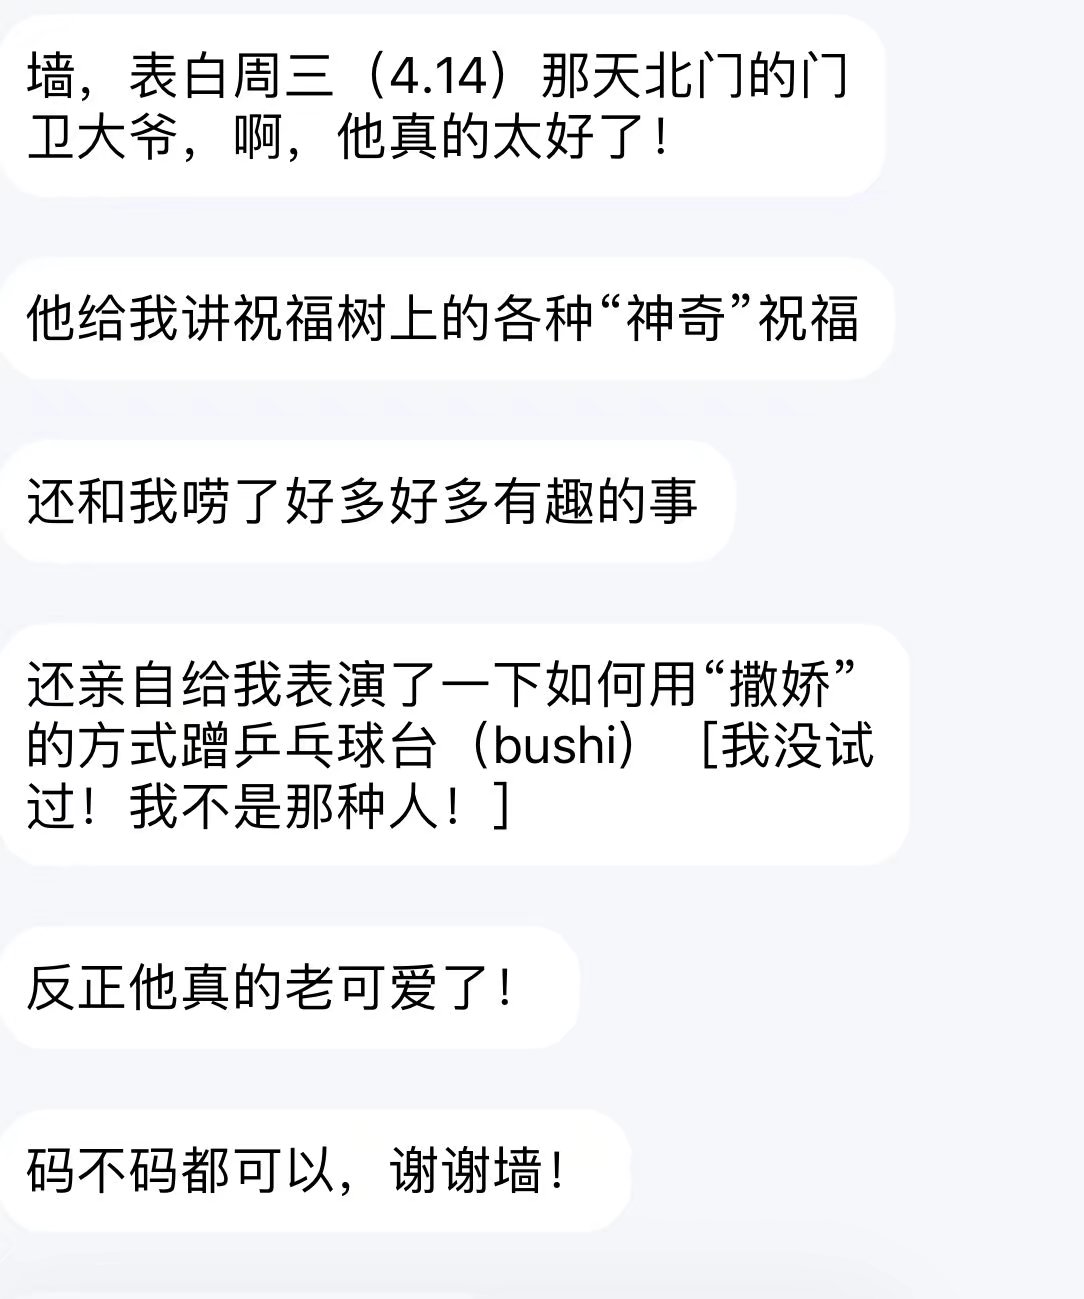 墙，表白周三（4.14）那天北门的门
卫大爷，啊，他真的太好了！
他给我讲祝福树上的各种“神奇”祝福
还和我唠了好多好多有趣的事
还亲自给我表演了一下如何用“撒娇”
的方式蹭乒乓球台（bushi）［我没试
过！我不是那种人！］
反正他真的老可爱了！
码不码都可以，谢谢墙！